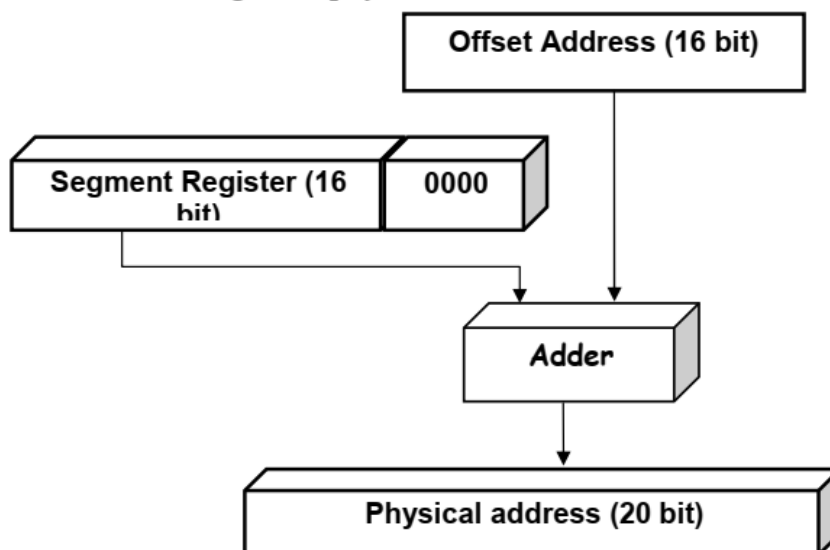 Offset Address (16 bit)
Segment Register (16
bit)
0000
Adder
Physical address (20 bit)